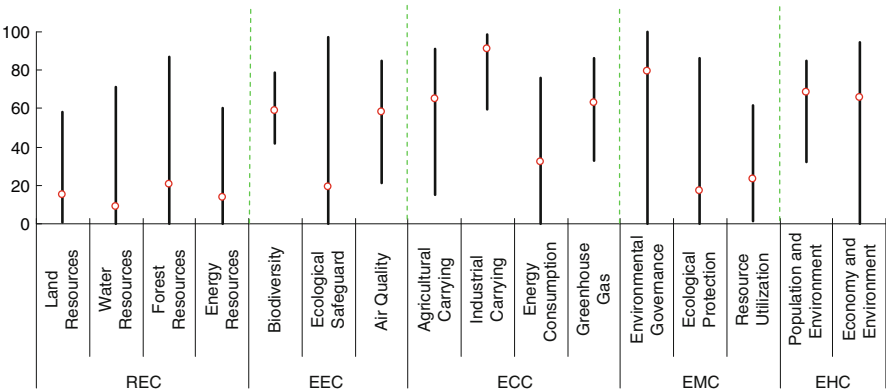 100
80
60
40
20
0
Land
Resources
Water
Resources
Forest
Resources
Energy
Resources
Biodiversity
Ecological
Safeguard
Air Quality
Agricultural
Carrying
Industrial
Carrying
Energy
Consumption
Greenhouse
Gas
Environmental
Governance
Ecological
Protection
Resource
Utilization
Population and
Environment
Economy and
Environment
REC
EEC
ECC
EMC
EHC